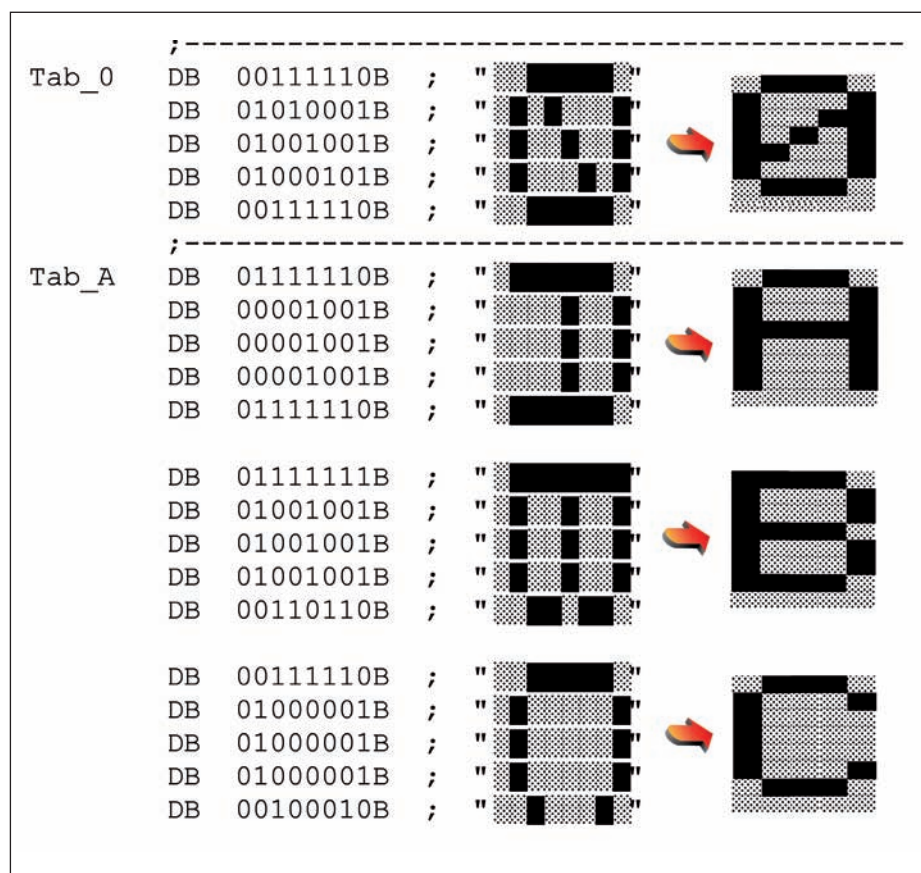 ;------------------------------------------
Tab_0 DB 00111110B ; " "
DB 01010001B ; " "
DB 01001001B ; " "
DB 01000101B ; " "
DB 00111110B ; " "
;------------------------------------------
Tab_A DB 01111110B ; " "
DB 00001001B ; " "
DB 00001001B ; " "
DB 00001001B ; " "
DB 01111110B ; " "
DB 01111111B ; " "
DB 01001001B ; " "
DB 01001001B ; " "
DB 01001001B ; " "
DB 00110110B ; " "
DB 00111110B ; " "
DB 01000001B ; " "
DB 01000001B ; " "
DB 01000001B ; " "
DB 00100010B ; " "